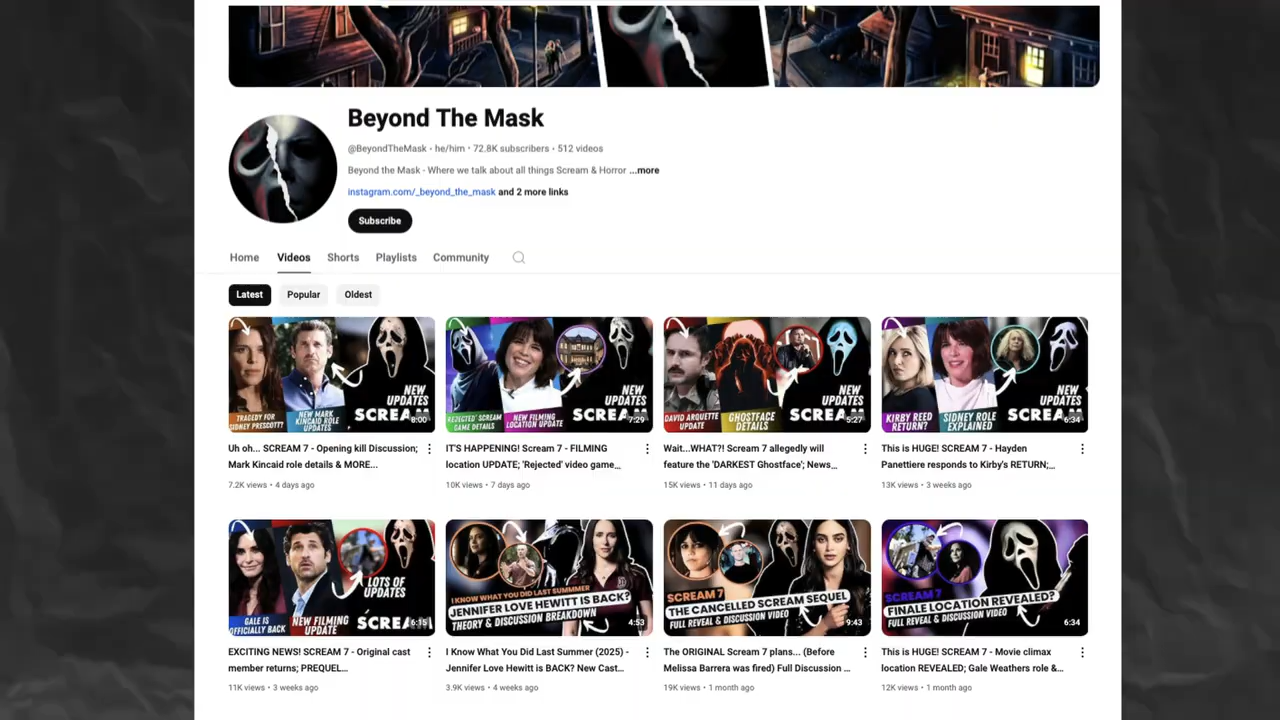 Beyond The Mask
@BeyondTheMask · he/him · 72.8K subscribers · 512 videos
Beyond the Mask - Where we talk about all things Scream & Horror ...more
instagram.com/_beyond_the_mask and 2 more links
Subscribe
Home Videos Shorts Playlists Community
Latest Popular Oldest
TRAGEDY FOR SIDNEY PRESCOTT?
NEW MARK KINCAID ROLE UPDATES
NEW UPDATES
SCREAM
8:00
'REJECTED' SCREAM GAME DETAILS
NEW FILMING LOCATION UPDATE
NEW UPDATES
SCREAM
7:29
DAVID ARQUETTE UPDATES
GHOSTFACE DETAILS
NEW UPDATES
SCREAM
5:27
KIRBY REED RETURN?
SIDNEY ROLE EXPLAINED
NEW UPDATES
SCREAM
6:34
Uh oh... SCREAM 7 - Opening kill Discussion;
Mark Kincaid role details & MORE...
7.2K views · 4 days ago
IT'S HAPPENING! Scream 7 - FILMING
location UPDATE; 'Rejected' video game...
10K views · 7 days ago
Wait...WHAT?! Scream 7 allegedly will
feature the 'DARKEST Ghostface'; News...
15K views · 11 days ago
This is HUGE! SCREAM 7 - Hayden
Panettiere responds to Kirby's RETURN;...
13K views · 3 weeks ago
GALE IS OFFICIALLY BACK
NEW FILMING UPDATE
LOTS OF UPDATES
SCREAM
6:15
I KNOW WHAT YOU DID LAST SUMMMER
JENNIFER LOVE HEWITT IS BACK?
THEORY & DISCUSSION BREAKDOWN
4:53
SCREAM 7
THE CANCELLED SCREAM SEQUEL
FULL REVEAL & DISCUSSION VIDEO
9:43
SCREAM 7
FINALE LOCATION REVEALED?
FULL REVEAL & DISCUSSION VIDEO
6:34
EXCITING NEWS! SCREAM 7 - Original cast
member returns; PREQUEL...
11K views · 3 weeks ago
I Know What You Did Last Summer (2025) -
Jennifer Love Hewitt is BACK? New Cast...
3.9K views · 4 weeks ago
The ORIGINAL Scream 7 plans... (Before
Melissa Barrera was fired) Full Discussion ...
19K views · 1 month ago
This is HUGE! SCREAM 7 - Movie climax
location REVEALED; Gale Weathers role &...
12K views · 1 month ago